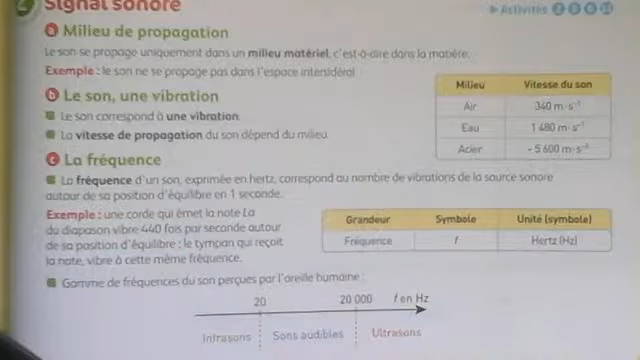 Signal sonore
Activités
a Milieu de propagation
Le son se propage uniquement dans un milieu matériel, c'est-à-dire dans la matière.
Exemple : le son ne se propage pas dans l'espace intersidéral
Milieu Vitesse du son
Air 340 m·s⁻¹
Eau 1 480 m·s⁻¹
Acier ~ 5 600 m·s⁻¹
b Le son, une vibration
Le son correspond à une vibration.
La vitesse de propagation du son dépend du milieu.
c La fréquence
La fréquence d'un son, exprimée en hertz, correspond au nombre de vibrations de la source sonore
autour de sa position d'équilibre en 1 seconde.
Exemple : une corde qui émet la note La
du diapason vibre 440 fois par seconde autour
de sa position d'équilibre ; le tympan qui reçoit
la note, vibre à cette même fréquence.
Grandeur Symbole Unité (symbole)
Fréquence f Hertz (Hz)
Gamme de fréquences du son perçues par l'oreille humaine :
20 20 000 f en Hz
Infrasons Sons audibles Ultrasons